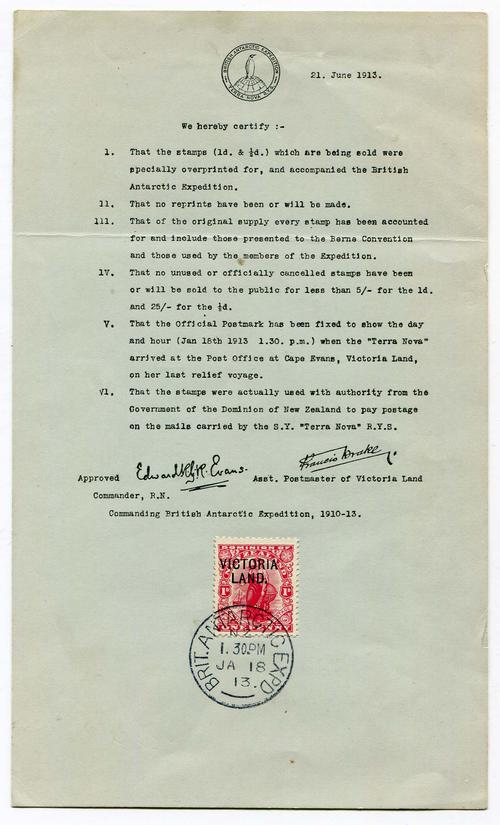 BRITISH ANTARCTIC EXPEDITION
TERRA NOVA R.Y.S.
21. June 1913.
We hereby certify :-
1. That the stamps (1d. & ½d.) which are being sold were
specially overprinted for, and accompanied the British
Antarctic Expedition.
11. That no reprints have been or will be made.
111. That of the original supply every stamp has been accounted
for and include those presented to the Berne Convention
and those used by the members of the Expedition.
1V. That no unused or officially cancelled stamps have been
or will be sold to the public for less than 5/- for the 1d.
and 25/- for the ½d.
V. That the Official Postmark has been fixed to show the day
and hour (Jan 18th 1913 1.30. p.m.) when the "Terra Nova"
arrived at the Post Office at Cape Evans, Victoria Land,
on her last relief voyage.
V1. That the stamps were actually used with authority from the
Government of the Dominion of New Zealand to pay postage
on the mails carried by the S.Y. "Terra Nova" R.Y.S.
Francis Drake
Approved Edward R.G.R. Evans. Asst. Postmaster of Victoria Land
Commander, R.N.
Commanding British Antarctic Expedition, 1910-13.
VICTORIA
LAND.
1D 1D
BRIT. ANTARCTIC EXPD
N.Z.
1.30PM
JA 18
13.